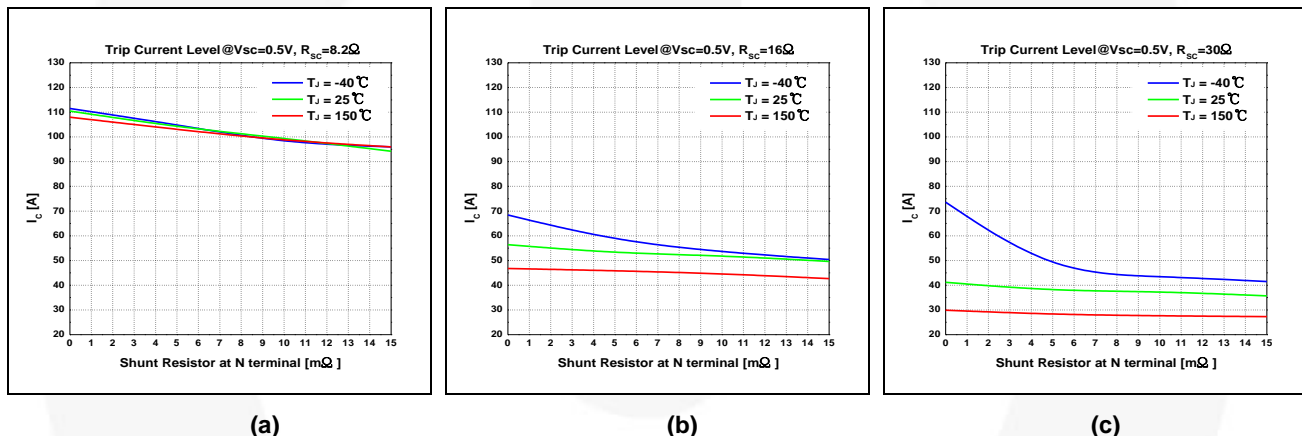 Trip Current Level @Vsc=0.5V, RSC=8.2Ω
130
120
110
100
90
80
70
60
50
40
30
20
IC [A]
TJ = -40℃
TJ = 25℃
TJ = 150℃
0 1 2 3 4 5 6 7 8 9 10 11 12 13 14 15
Shunt Resistor at N terminal [mΩ ]
(a)
Trip Current Level @Vsc=0.5V, RSC=16Ω
130
120
110
100
90
80
70
60
50
40
30
20
IC [A]
TJ = -40℃
TJ = 25℃
TJ = 150℃
0 1 2 3 4 5 6 7 8 9 10 11 12 13 14 15
Shunt Resistor at N terminal [mΩ ]
(b)
Trip Current Level @Vsc=0.5V, RSC=30Ω
130
120
110
100
90
80
70
60
50
40
30
20
IC [A]
TJ = -40℃
TJ = 25℃
TJ = 150℃
0 1 2 3 4 5 6 7 8 9 10 11 12 13 14 15
Shunt Resistor at N terminal [mΩ ]
(c)